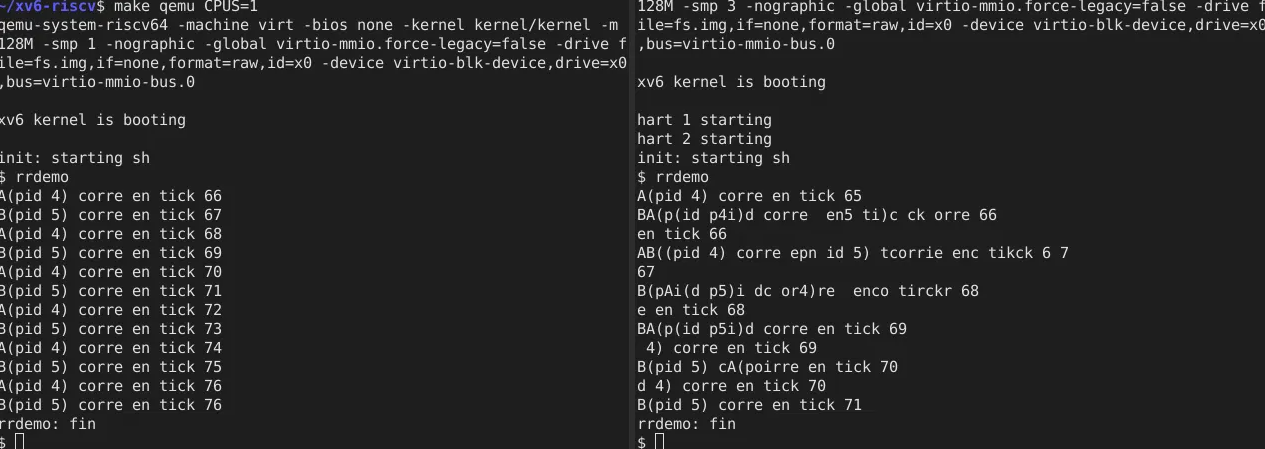 ~/xv6-riscv$ make qemu CPUS=1
qemu-system-riscv64 -machine virt -bios none -kernel kernel/kernel -m
128M -smp 1 -nographic -global virtio-mmio.force-legacy=false -drive f
ile=fs.img,if=none,format=raw,id=x0 -device virtio-blk-device,drive=x0
,bus=virtio-mmio-bus.0
xv6 kernel is booting
init: starting sh
$ rrdemo
A(pid 4) corre en tick 66
B(pid 5) corre en tick 67
A(pid 4) corre en tick 68
B(pid 5) corre en tick 69
A(pid 4) corre en tick 70
B(pid 5) corre en tick 71
A(pid 4) corre en tick 72
B(pid 5) corre en tick 73
A(pid 4) corre en tick 74
B(pid 5) corre en tick 75
A(pid 4) corre en tick 76
B(pid 5) corre en tick 76
rrdemo: fin
$
128M -smp 3 -nographic -global virtio-mmio.force-legacy=false -drive f
ile=fs.img,if=none,format=raw,id=x0 -device virtio-blk-device,drive=x0
,bus=virtio-mmio-bus.0
xv6 kernel is booting
hart 1 starting
hart 2 starting
init: starting sh
$ rrdemo
A(pid 4) corre en tick 65
BA(p(id p4i)d corre  en5 ti)c ck orre 66
en tick 66
AB((pid 4) corre epn id 5) tcorrie enc tikck 6 7
67
B(pAi(d p5)i dc or4)re  enco tirckr 68
e en tick 68
BA(p(id p5i)d corre en tick 69
 4) corre en tick 69
B(pid 5) cA(poirre en tick 70
d 4) corre en tick 70
B(pid 5) corre en tick 71
rrdemo: fin
$